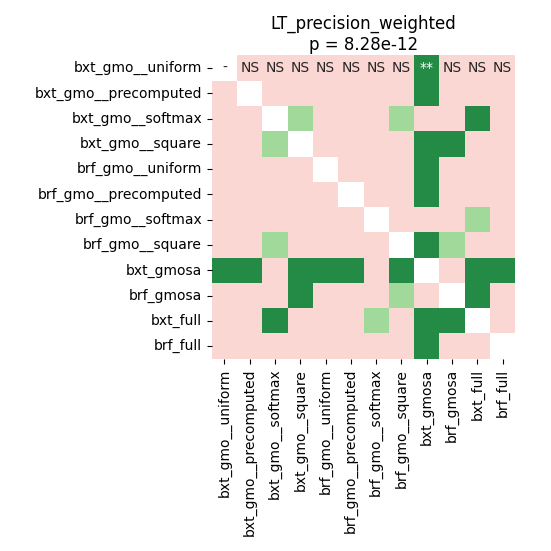 LT_precision_weighted
p = 8.28e-12
bxt_gmo__uniform
- NS NS NS NS NS NS NS ** NS NS NS
bxt_gmo__precomputed
bxt_gmo__softmax
bxt_gmo__square
brf_gmo__uniform
brf_gmo__precomputed
brf_gmo__softmax
brf_gmo__square
bxt_gmosa
brf_gmosa
bxt_full
brf_full
bxt_gmo__uniform
bxt_gmo__precomputed
bxt_gmo__softmax
bxt_gmo__square
brf_gmo__uniform
brf_gmo__precomputed
brf_gmo__softmax
brf_gmo__square
bxt_gmosa
brf_gmosa
bxt_full
brf_full